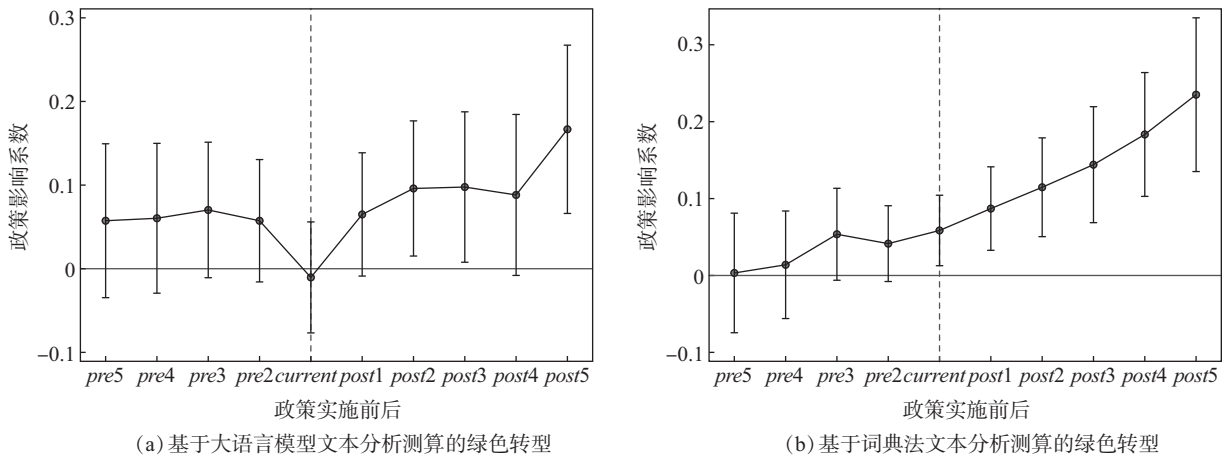 0.3
0.2
0.1
0
−0.1
政策影响系数
pre5 pre4 pre3 pre2 current post1 post2 post3 post4 post5
政策实施前后
(a)基于大语言模型文本分析测算的绿色转型
0.3
0.2
0.1
0
−0.1
政策影响系数
pre5 pre4 pre3 pre2 current post1 post2 post3 post4 post5
政策实施前后
(b)基于词典法文本分析测算的绿色转型